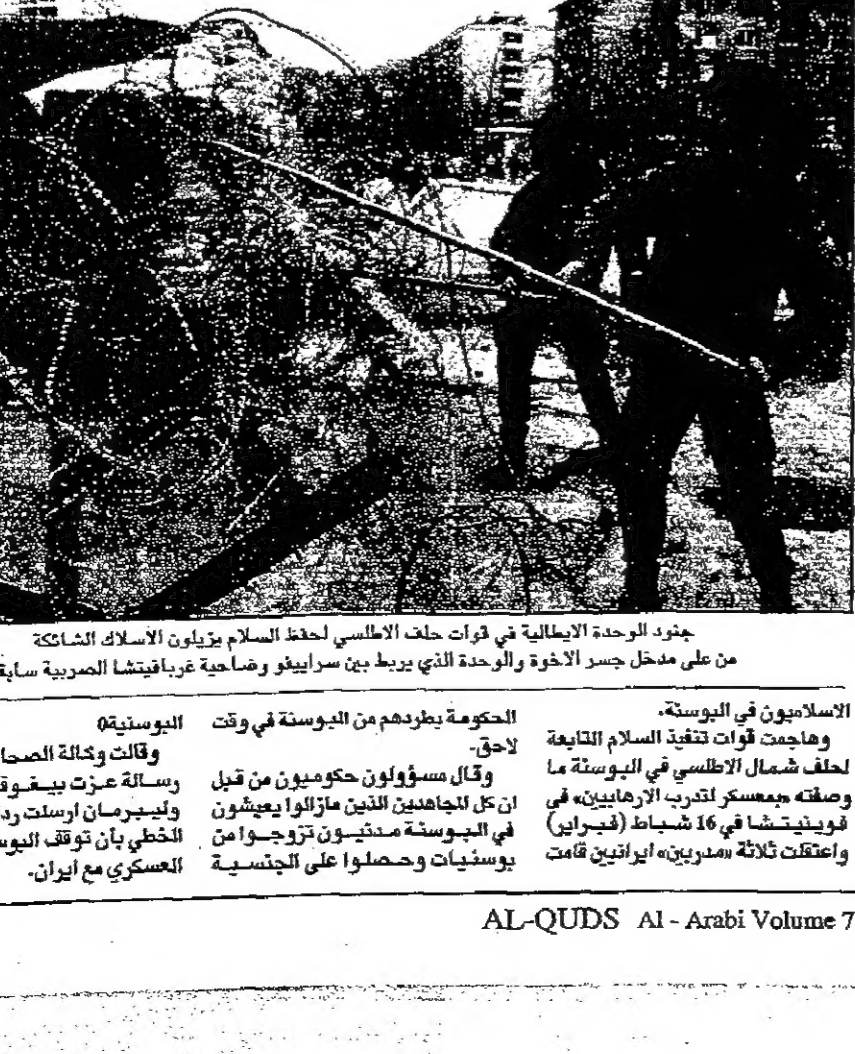 جنود الوحدة الايطالية في قوات حلف الاطلسي لحفظ السلام يزيلون الاسلاك الشائكة
من على مدخل جسر الاخوة والوحدة الذي يربط بين سراييفو وضاحية غربافيتشا الصربية سابق
الاسلاميون في البوسنة.
وهاجمت قوات تنفيذ السلام التابعة
لحلف شمال الاطلسي في البوسنة ما
وصفته «بمعسكر لتدرب الارهابيين» في
فوينيتشا في 16 شباط (فبراير)
واعتقلت ثلاثة «مدربين» ايرانيين قامت
الحكومة بطردهم من البوسنة في وقت
لاحق.
وقال مسؤولون حكوميون من قبل
ان كل المجاهدين الذين مازالوا يعيشون
في البوسنة مدنيون تزوجوا من
بوسنيات وحصلوا على الجنسية
البوسنية0
وقالت وكالة الصحا
رسالة عزت بيغوف
وليبرمان ارسلت رد
الخطي بأن توقف البوس
العسكري مع ايران.
AL-QUDS Al - Arabi Volume 7